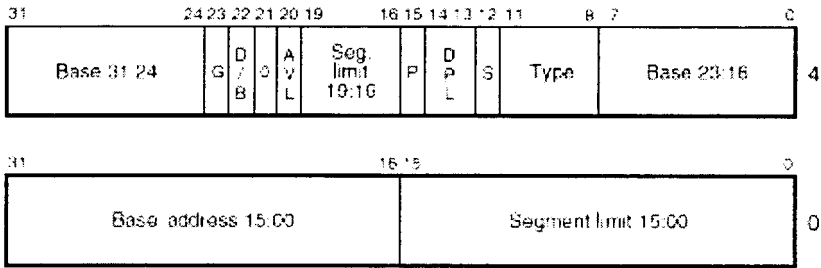 31 24 23 22 21 20 19 16 15 14 13 12 11 8 7 0
Base 31:24 G D/B 0 AVL Seg. limit 19:16 P DPL S Type Base 23:16 4
31 16 15 0
Base address 15:00 Segment limit 15:00 0